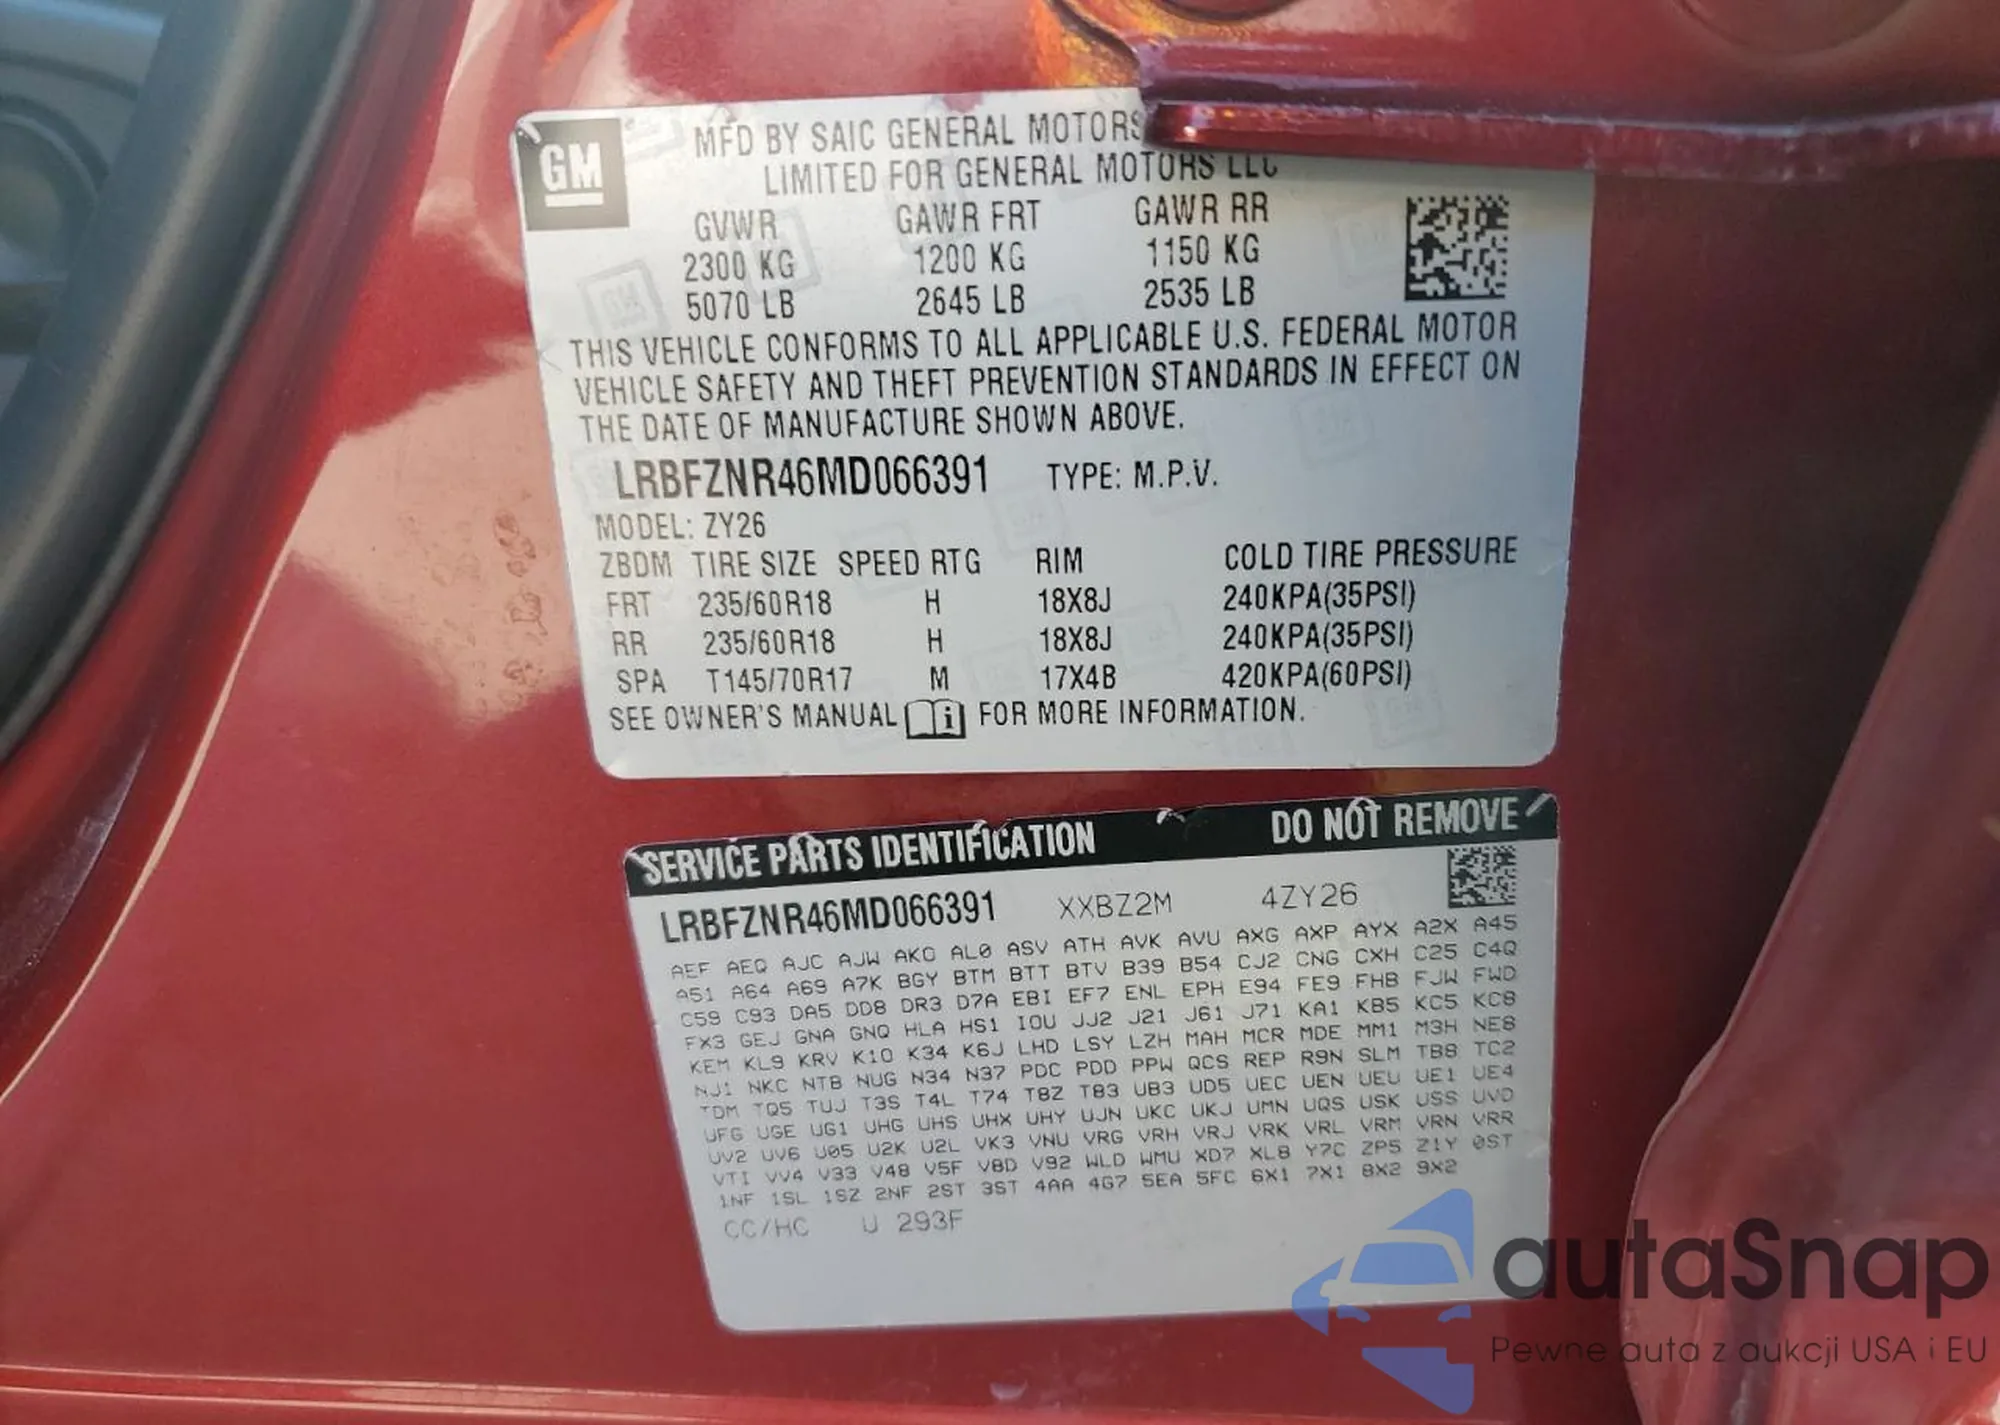 GM
MFD BY SAIC GENERAL MOTORS
LIMITED FOR GENERAL MOTORS LLC
GVWR GAWR FRT GAWR RR
2300 KG 1200 KG 1150 KG
5070 LB 2645 LB 2535 LB
THIS VEHICLE CONFORMS TO ALL APPLICABLE U.S. FEDERAL MOTOR
VEHICLE SAFETY AND THEFT PREVENTION STANDARDS IN EFFECT ON
THE DATE OF MANUFACTURE SHOWN ABOVE.
LRBFZNR46MD066391 TYPE: M.P.V.
MODEL: ZY26
ZBDM TIRE SIZE SPEED RTG RIM COLD TIRE PRESSURE
FRT 235/60R18 H 18X8J 240KPA(35PSI)
RR 235/60R18 H 18X8J 240KPA(35PSI)
SPA T145/70R17 M 17X4B 420KPA(60PSI)
SEE OWNER'S MANUAL i FOR MORE INFORMATION.
SERVICE PARTS IDENTIFICATION DO NOT REMOVE
LRBFZNR46MD066391 XXBZ2M 4ZY26
AEF AEQ AJC AJW AKO AL0 ASV ATH AVK AVU AXG AXP AYX A2X A45
A51 A64 A69 A7K BGY BTM BTT BTV B39 B54 CJ2 CNG CXH C25 C4Q
C59 C93 DA5 DD8 DR3 D7A EBI EF7 ENL EPH E94 FE9 FHB FJW FWD
FX3 GEJ GNA GNQ HLA HS1 IOU JJ2 J21 J61 J71 KA1 KB5 KC5 KC8
KEM KL9 KRV K10 K34 K6J LHD LSY LZH MAH MCR MDE MM1 M3H NE8
NJ1 NKC NTB NUG N34 N37 PDC PDD PPW QCS REP R9N SLM TB8 TC2
TDM TQ5 TUJ T3S T4L T74 T8Z T83 UB3 UD5 UEC UEN UEU UE1 UE4
UFG UGE UG1 UHG UHS UHX UHY UJN UKC UKJ UMN UQS USK USS UVD
UV2 UV6 U05 U2K U2L VK3 VNU VRG VRH VRJ VRK VRL VRM VRN VRR
VTI VV4 V33 V48 V5F V8D V92 WLD WMU XD7 XL8 Y7C ZP5 Z1Y 0ST
1NF 1SL 1SZ 2NF 2ST 3ST 4AA 4G7 5EA 5FC 6X1 7X1 8X2 9X2
CC/HC U 293F
autaSnap
Pewne auta z aukcji USA i EU